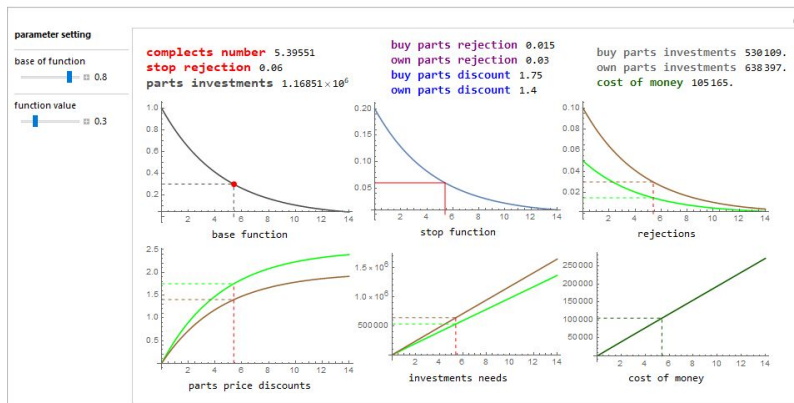 parameter setting
base of function
0.8
function value
0.3
complects number 5.39551
stop rejection 0.06
parts investments 1.16851×10⁶
buy parts rejection 0.015
own parts rejection 0.03
buy parts discount 1.75
own parts discount 1.4
buy parts investments 530109.
own parts investments 638397.
cost of money 105165.
1.0
0.8
0.6
0.4
0.2
2 4 6 8 10 12 14
base function
0.20
0.15
0.10
0.05
2 4 6 8 10 12 14
stop function
0.10
0.08
0.06
0.04
0.02
2 4 6 8 10 12 14
rejections
2.5
2.0
1.5
1.0
0.5
2 4 6 8 10 12 14
parts price discounts
1.5×10⁶
1.0×10⁶
500000
2 4 6 8 10 12 14
investments needs
250000
200000
150000
100000
50000
2 4 6 8 10 12 14
cost of money